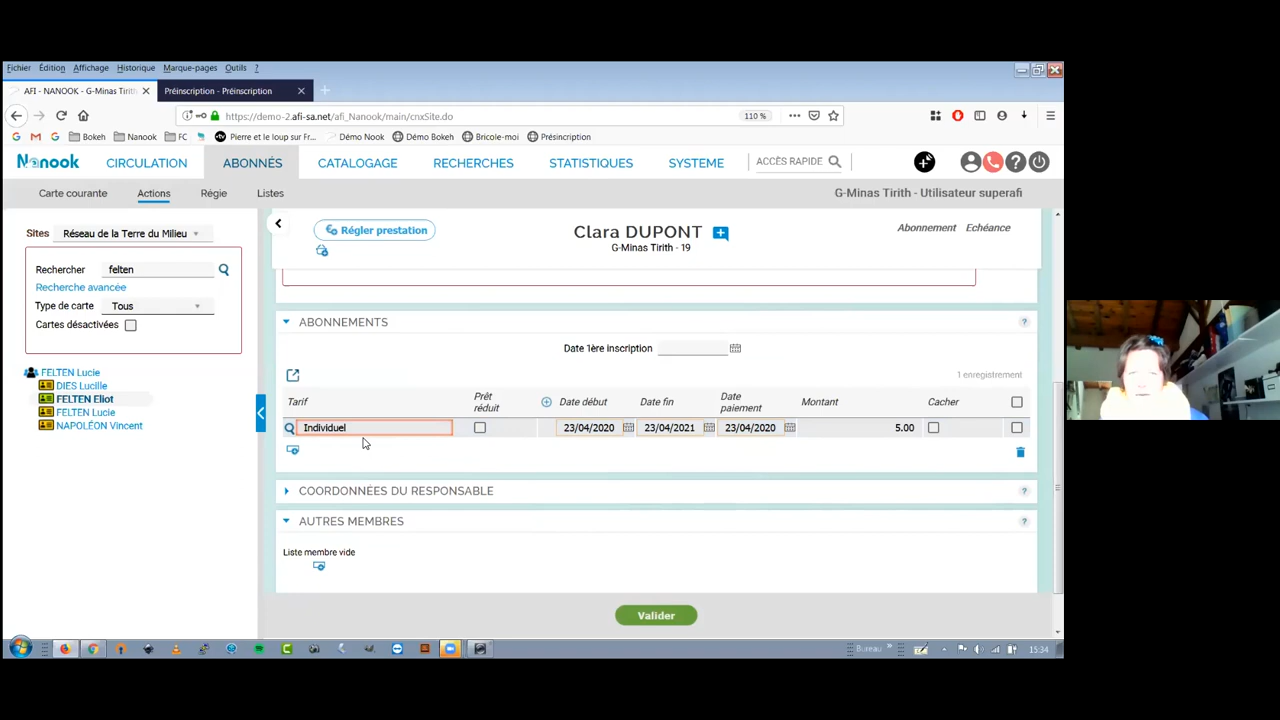 Fichier Édition Affichage Historique Marque-pages Outils ?
AFI - NANOOK - G-Minas Tirith
Préinscription - Préinscription
https://demo-2.afi-sa.net/afi_Nanook/main/cnxSite.do
110 %
Bokeh Nanook FC Pierre et le loup sur Fr... Démo Nook Démo Bokeh Bricole-moi Présincription
Nanook CIRCULATION ABONNÉS CATALOGAGE RECHERCHES STATISTIQUES SYSTEME ACCÈS RAPIDE
Carte courante Actions Régie Listes
G-Minas Tirith - Utilisateur superafi
Sites Réseau de la Terre du Milieu
Rechercher felten
Recherche avancée
Type de carte Tous
Cartes désactivées
FELTEN Lucie
DIES Lucille
FELTEN Eliot
FELTEN Lucie
NAPOLÉON Vincent
Régler prestation
Clara DUPONT
G-Minas Tirith - 19
Abonnement Echéance
ABONNEMENTS ?
Date 1ère inscription
1 enregistrement
Tarif Prêt réduit Date début Date fin Date paiement Montant Cacher
Individuel 23/04/2020 23/04/2021 23/04/2020 5.00
COORDONNÉES DU RESPONSABLE ?
AUTRES MEMBRES ?
Liste membre vide
Valider
Bureau » 15:34